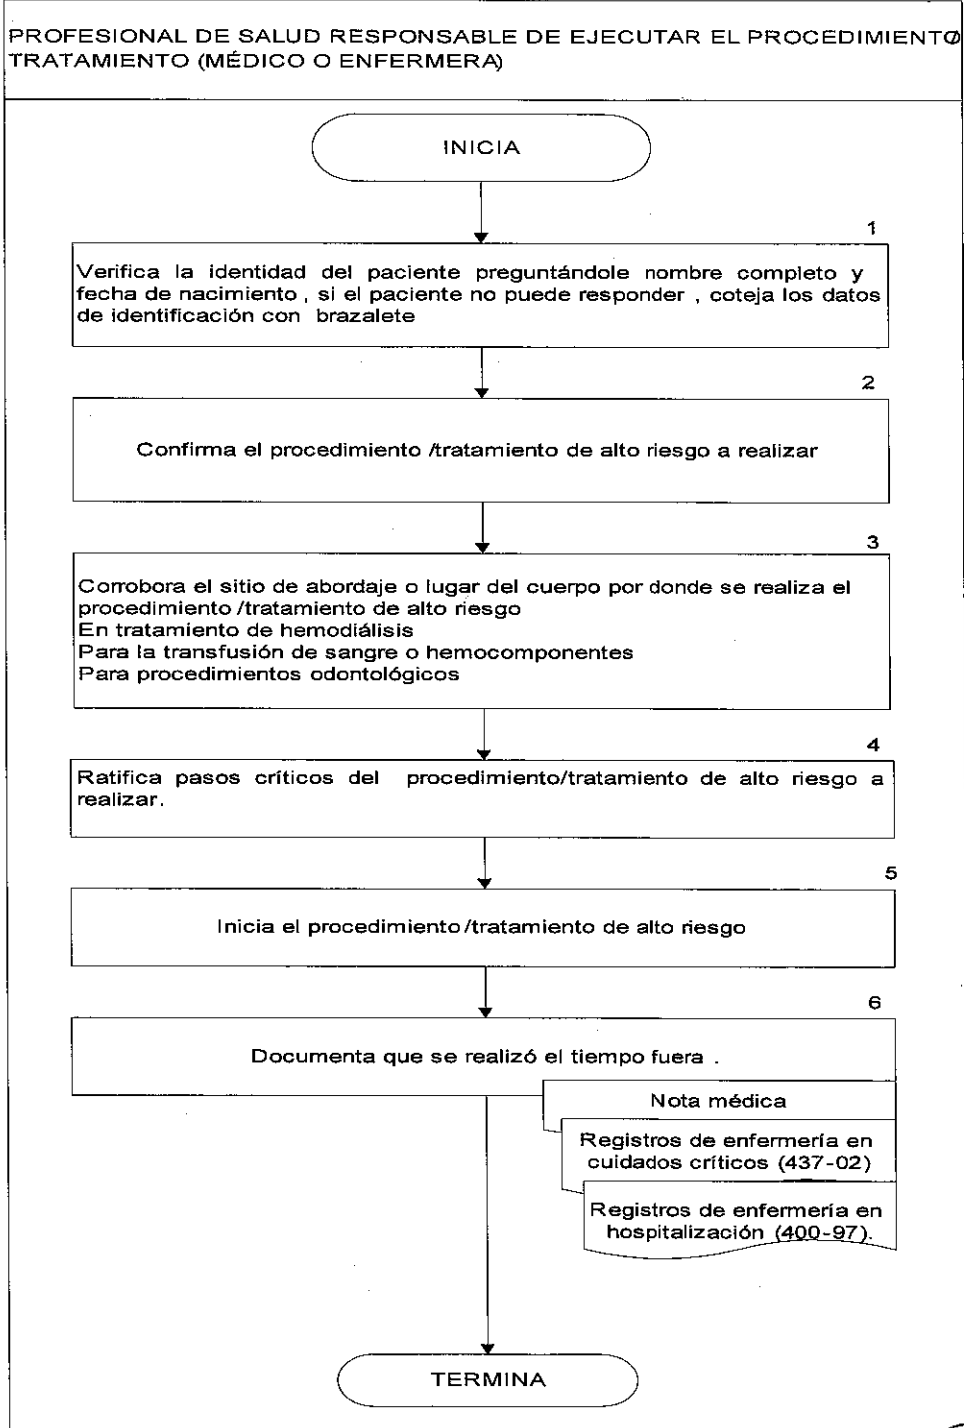 PROFESIONAL DE SALUD RESPONSABLE DE EJECUTAR EL PROCEDIMIENTO
TRATAMIENTO (MÉDICO O ENFERMERA)
INICIA
1
Verifica la identidad del paciente preguntándole nombre completo y
fecha de nacimiento , si el paciente no puede responder , coteja los datos
de identificación con brazalete
2
Confirma el procedimiento /tratamiento de alto riesgo a realizar
3
Corrobora el sitio de abordaje o lugar del cuerpo por donde se realiza el
procedimiento /tratamiento de alto riesgo
En tratamiento de hemodiálisis
Para la transfusión de sangre o hemocomponentes
Para procedimientos odontológicos
4
Ratifica pasos críticos del procedimiento/tratamiento de alto riesgo a
realizar.
5
Inicia el procedimiento /tratamiento de alto riesgo
6
Documenta que se realizó el tiempo fuera .
Nota médica
Registros de enfermería en
cuidados críticos (437-02)
Registros de enfermería en
hospitalización (400-97).
TERMINA